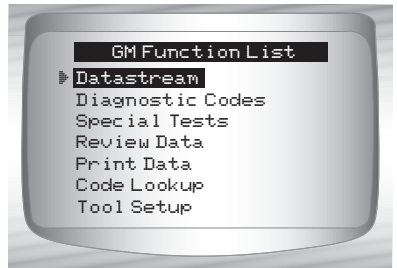 GM Function List
Datastream
Diagnostic Codes
Special Tests
Review Data
Print Data
Code Lookup
Tool Setup